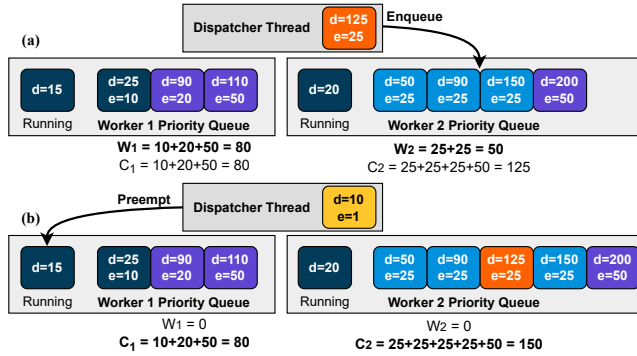 (a)
Dispatcher Thread
d=125
e=25
Enqueue
d=15
d=25
e=10
d=90
e=20
d=110
e=50
Running
Worker 1 Priority Queue
d=20
d=50
e=25
d=90
e=25
d=150
e=25
d=200
e=50
Running
Worker 2 Priority Queue
W1 = 10+20+50 = 80
C1 = 10+20+50 = 80
W2 = 25+25 = 50
C2 = 25+25+25+50 = 125
(b)
Preempt
Dispatcher Thread
d=10
e=1
d=15
d=25
e=10
d=90
e=20
d=110
e=50
Running
Worker 1 Priority Queue
d=20
d=50
e=25
d=90
e=25
d=125
e=25
d=150
e=25
d=200
e=50
Running
Worker 2 Priority Queue
W1 = 0
C1 = 10+20+50 = 80
W2 = 0
C2 = 25+25+25+25+50 = 150